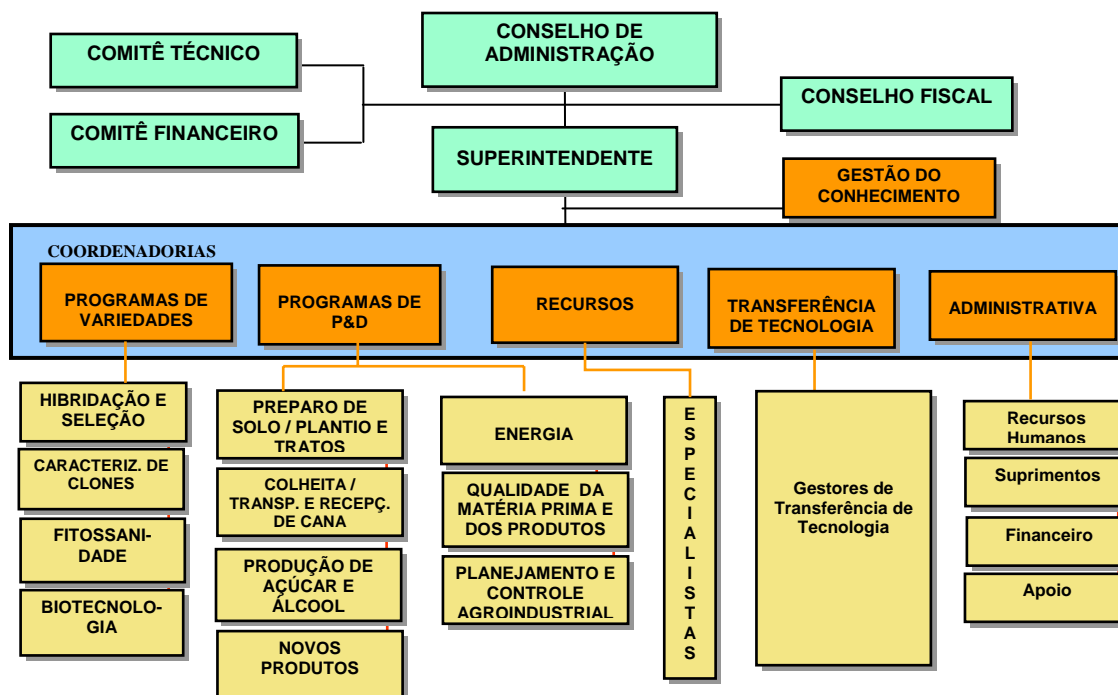 CONSELHO DE
ADMINISTRAÇÃO
COMITÊ TÉCNICO
CONSELHO FISCAL
COMITÊ FINANCEIRO
SUPERINTENDENTE
GESTÃO DO
CONHECIMENTO
COORDENADORIAS
PROGRAMAS DE
VARIEDADES
PROGRAMAS DE
P&D
RECURSOS
TRANSFERÊNCIA
DE TECNOLOGIA
ADMINISTRATIVA
HIBRIDAÇÃO E
SELEÇÃO
CARACTERIZ. DE
CLONES
FITOSSANI-
DADE
BIOTECNOLO-
GIA
PREPARO DE
SOLO / PLANTIO E
TRATOS
COLHEITA /
TRANSP. E RECEPÇ.
DE CANA
PRODUÇÃO DE
AÇÚCAR E
ÁLCOOL
NOVOS
PRODUTOS
ENERGIA
QUALIDADE DA
MATÉRIA PRIMA E
DOS PRODUTOS
PLANEJAMENTO E
CONTROLE
AGROINDUSTRIAL
E
S
P
E
C
I
A
L
I
S
T
A
S
Gestores de
Transferência de
Tecnologia
Recursos
Humanos
Suprimentos
Financeiro
Apoio